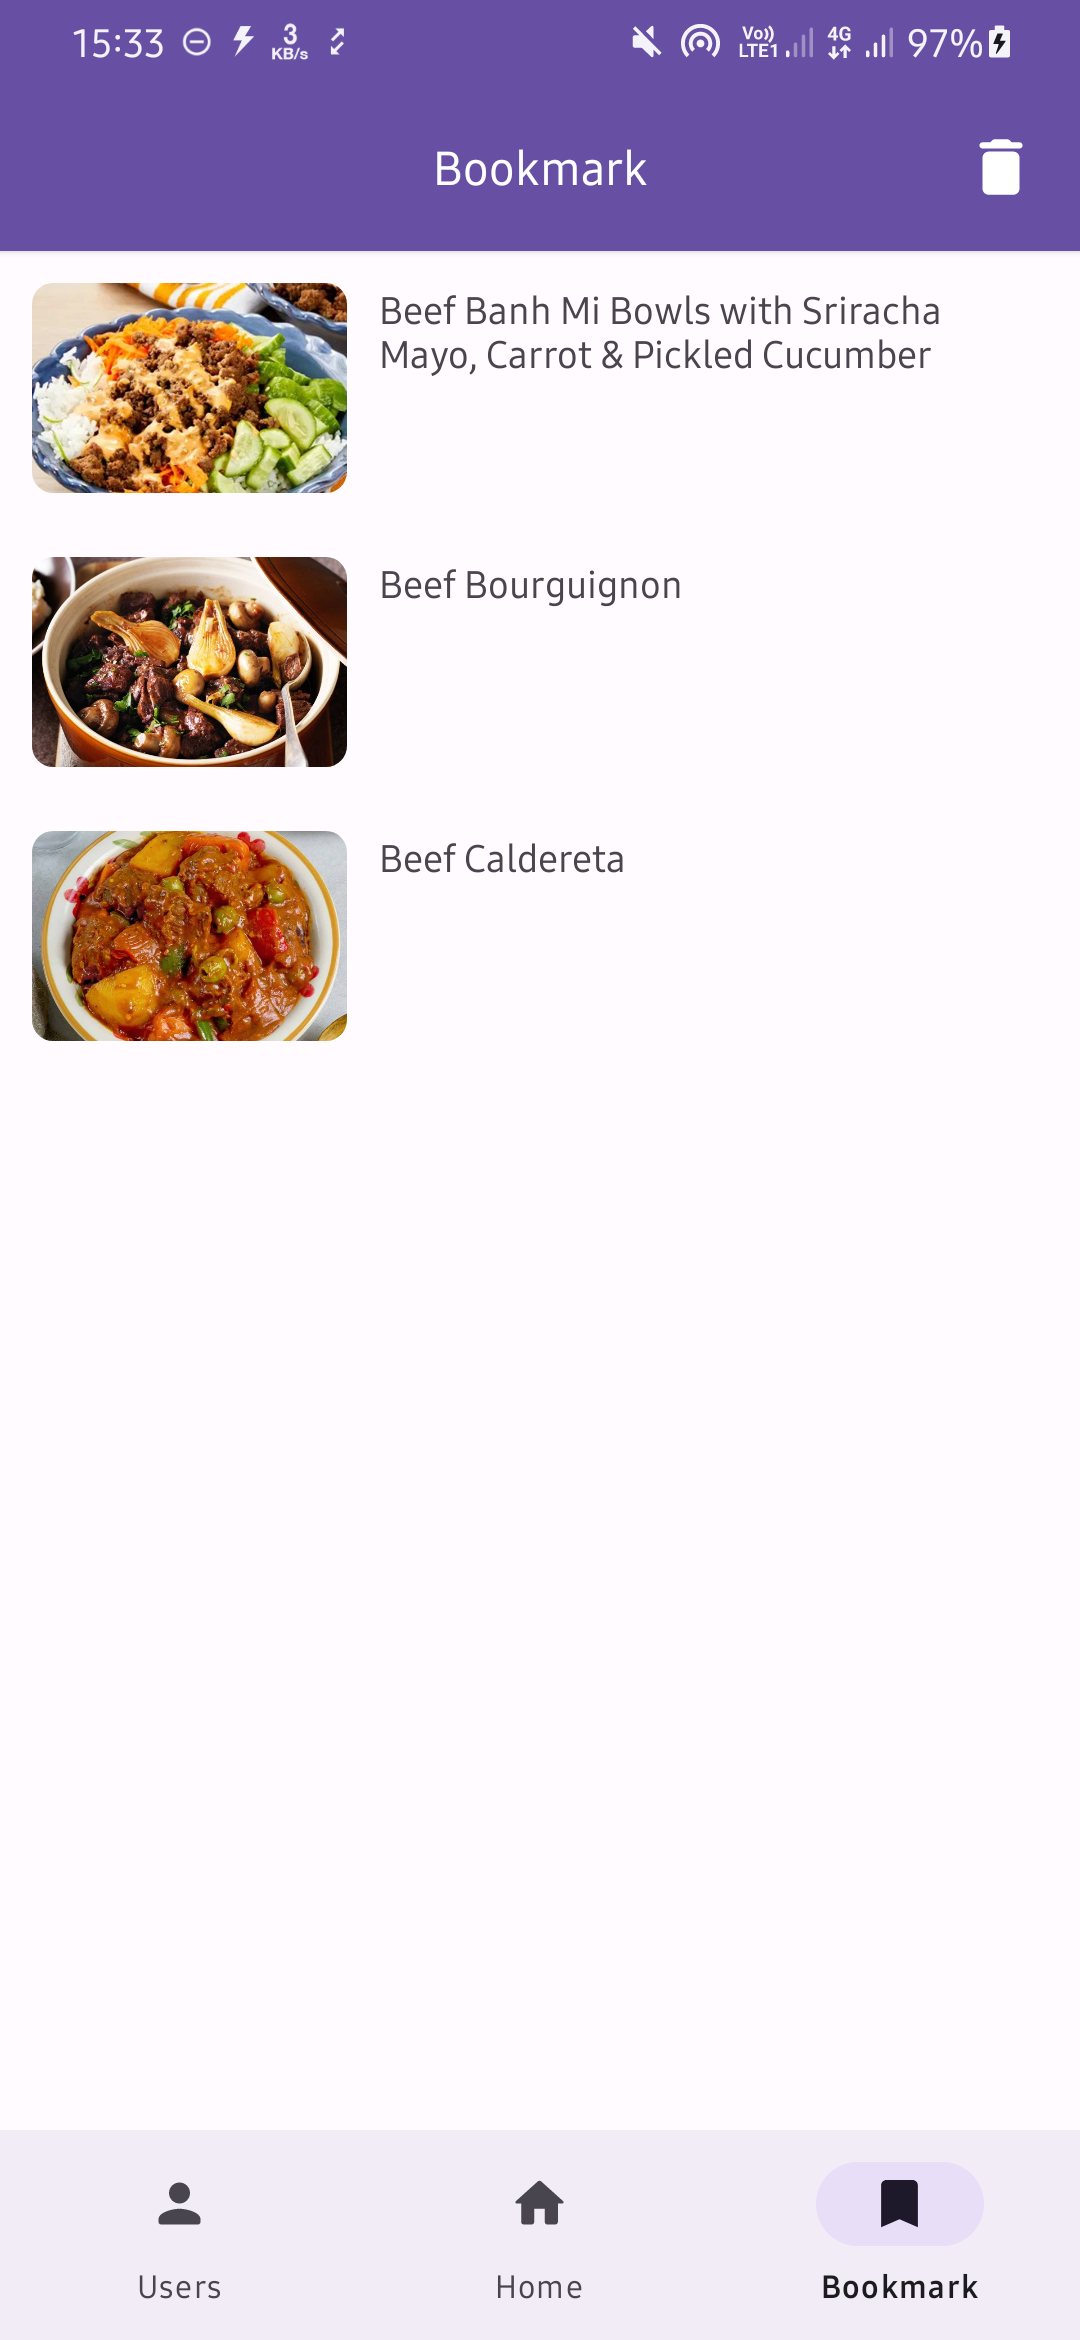 15:33 3 KB/s Vo)) LTE1 4G 97%
Bookmark
Beef Banh Mi Bowls with Sriracha
Mayo, Carrot & Pickled Cucumber
Beef Bourguignon
Beef Caldereta
Users Home Bookmark